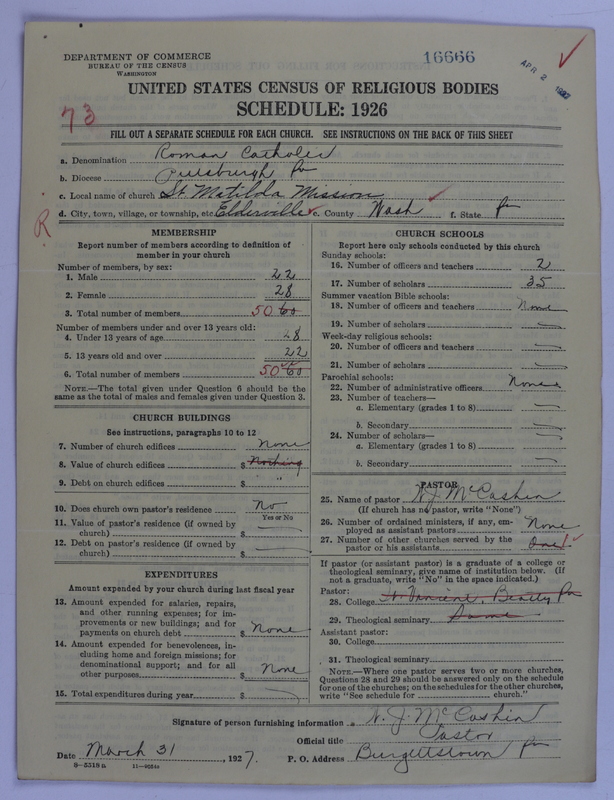 16666
APR 2 1927
DEPARTMENT OF COMMERCE
BUREAU OF THE CENSUS
WASHINGTON
UNITED STATES CENSUS OF RELIGIOUS BODIES
SCHEDULE: 1926
73
FILL OUT A SEPARATE SCHEDULE FOR EACH CHURCH. SEE INSTRUCTIONS ON THE BACK OF THIS SHEET
a. Denomination Roman Catholic
b. Diocese Pittsburgh Pa
c. Local name of church St Matilda Mission
d. City, town, village, or township, etc. Elderville e. County Wash f. State Pa
R
MEMBERSHIP
Report number of members according to definition of
member in your church
Number of members, by sex:
1. Male 22
2. Female 28
3. Total number of members 50 60
Number of members under and over 13 years old:
4. Under 13 years of age 28
5. 13 years old and over 22
6. Total number of members 50 60
NOTE.—The total given under Question 6 should be the
same as the total of males and females given under Question 3.
CHURCH BUILDINGS
See instructions, paragraphs 10 to 12
7. Number of church edifices None
8. Value of church edifices $ Nothing
9. Debt on church edifices $ "
10. Does church own pastor's residence No
Yes or No
11. Value of pastor's residence (if owned by
church) $
12. Debt on pastor's residence (if owned by
church) $
EXPENDITURES
Amount expended by your church during last fiscal year
13. Amount expended for salaries, repairs,
and other running expenses; for im-
provements or new buildings; and for
payments on church debt $ None
14. Amount expended for benevolences, in-
cluding home and foreign missions; for
denominational support; and for all
other purposes $ None
15. Total expenditures during year $
CHURCH SCHOOLS
Report here only schools conducted by this church
Sunday schools:
16. Number of officers and teachers 2
17. Number of scholars 35
Summer vacation Bible schools:
18. Number of officers and teachers None
19. Number of scholars
Week-day religious schools:
20. Number of officers and teachers
21. Number of scholars
Parochial schools:
22. Number of administrative officers None
23. Number of teachers—
a. Elementary (grades 1 to 8)
b. Secondary
24. Number of scholars—
a. Elementary (grades 1 to 8)
b. Secondary
PASTOR
25. Name of pastor N. J. McCashin
(If church has no pastor, write "None")
26. Number of ordained ministers, if any, em-
ployed as assistant pastors None
27. Number of other churches served by the
pastor or his assistants One 1
If pastor (or assistant pastor) is a graduate of a college or
theological seminary, give name of institution below. (If
not a graduate, write "No" in the space indicated.)
Pastor:
28. College St Vincent, Beatty Pa
29. Theological seminary Same
Assistant pastor:
30. College
31. Theological seminary
NOTE.—Where one pastor serves two or more churches,
Questions 28 and 29 should be answered only on the schedule
for one of the churches; on the schedules for the other churches,
write "See schedule for church."
Signature of person furnishing information N. J. McCashin
Official title Pastor
Date March 31, 1927. P. O. Address Burgettstown Pa
8—5319 B 11—9224a